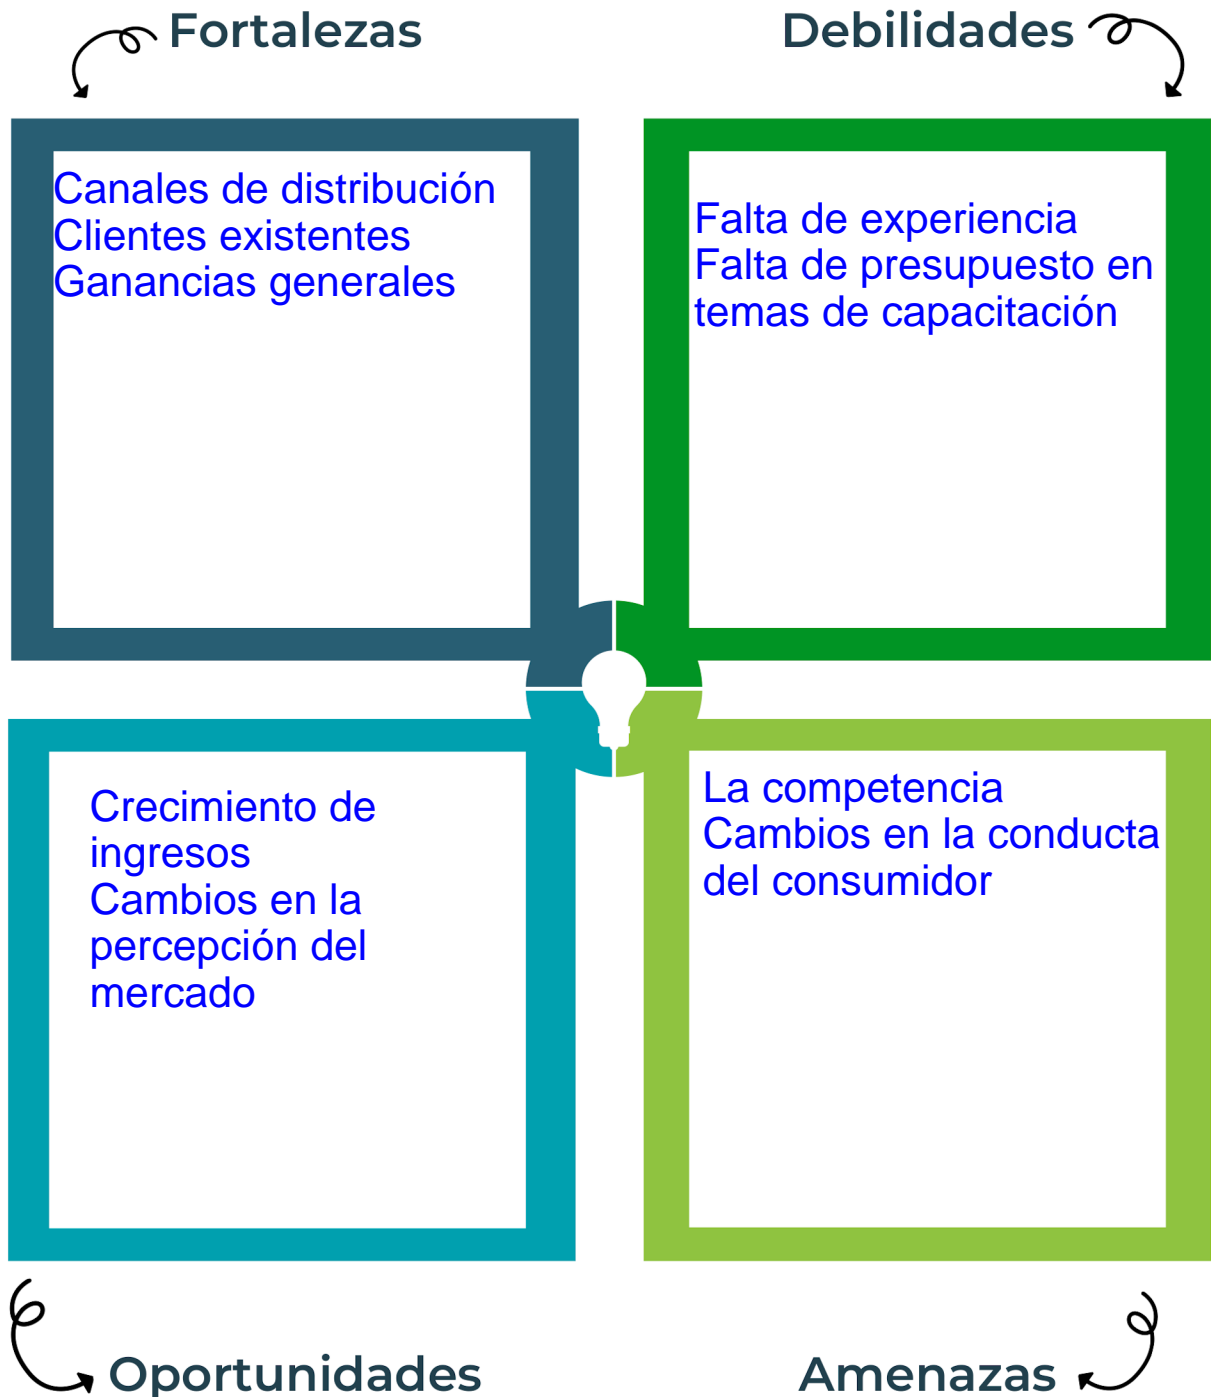 Fortalezas
Canales de distribución
Clientes existentes
Ganancias generales
Debilidades
Falta de experiencia
Falta de presupuesto en
temas de capacitación
Crecimiento de
ingresos
Cambios en la
percepción del
mercado
Oportunidades
La competencia
Cambios en la conducta
del consumidor
Amenazas